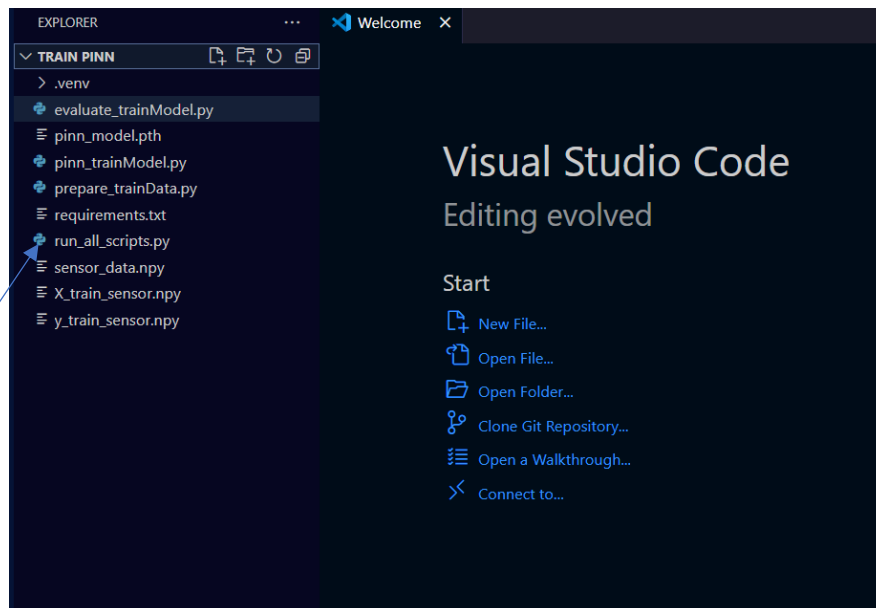 EXPLORER
Welcome
TRAIN PINN
.venv
evaluate_trainModel.py
pinn_model.pth
pinn_trainModel.py
prepare_trainData.py
requirements.txt
run_all_scripts.py
sensor_data.npy
X_train_sensor.npy
y_train_sensor.npy
Visual Studio Code
Editing evolved
Start
New File...
Open File...
Open Folder...
Clone Git Repository...
Open a Walkthrough...
Connect to...